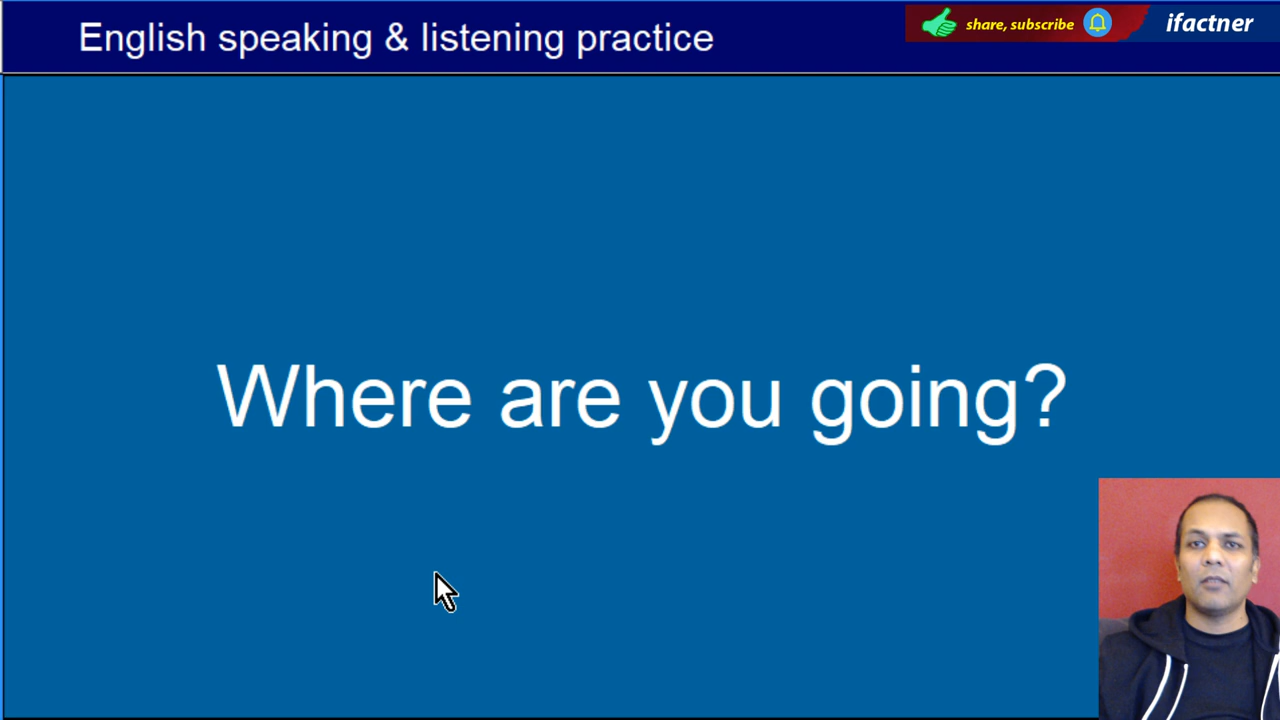 English speaking & listening practice
share, subscribe
ifactner
Where are you going?